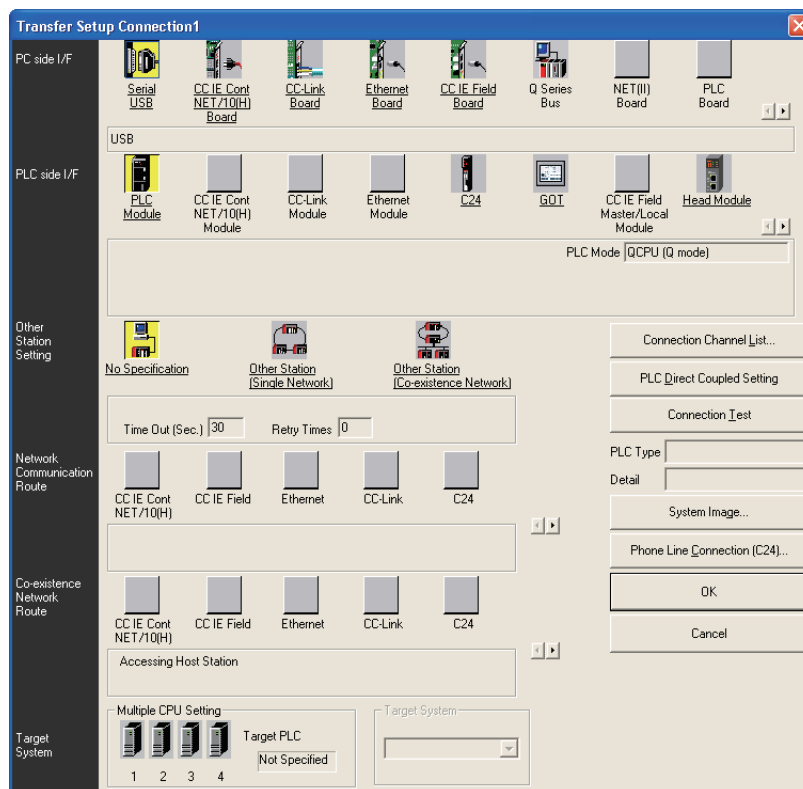 Transfer Setup Connection1
PC side I/F
Serial
USB
CC IE Cont
NET/10(H)
Board
CC-Link
Board
Ethernet
Board
CC IE Field
Board
Q Series
Bus
NET(II)
Board
PLC
Board
USB
PLC side I/F
PLC
Module
CC IE Cont
NET/10(H)
Module
CC-Link
Module
Ethernet
Module
C24
GOT
CC IE Field
Master/Local
Module
Head Module
PLC Mode QCPU (Q mode)
Other
Station
Setting
No Specification
Other Station
(Single Network)
Other Station
(Co-existence Network)
Time Out (Sec.) 30 Retry Times 0
Connection Channel List...
PLC Direct Coupled Setting
Connection Test
PLC Type
Detail
System Image...
Phone Line Connection (C24)...
OK
Cancel
Network
Communication
Route
CC IE Cont
NET/10(H)
CC IE Field
Ethernet
CC-Link
C24
Co-existence
Network
Route
CC IE Cont
NET/10(H)
CC IE Field
Ethernet
CC-Link
C24
Accessing Host Station
Target
System
Multiple CPU Setting
1 2 3 4
Target PLC
Not Specified
Target System